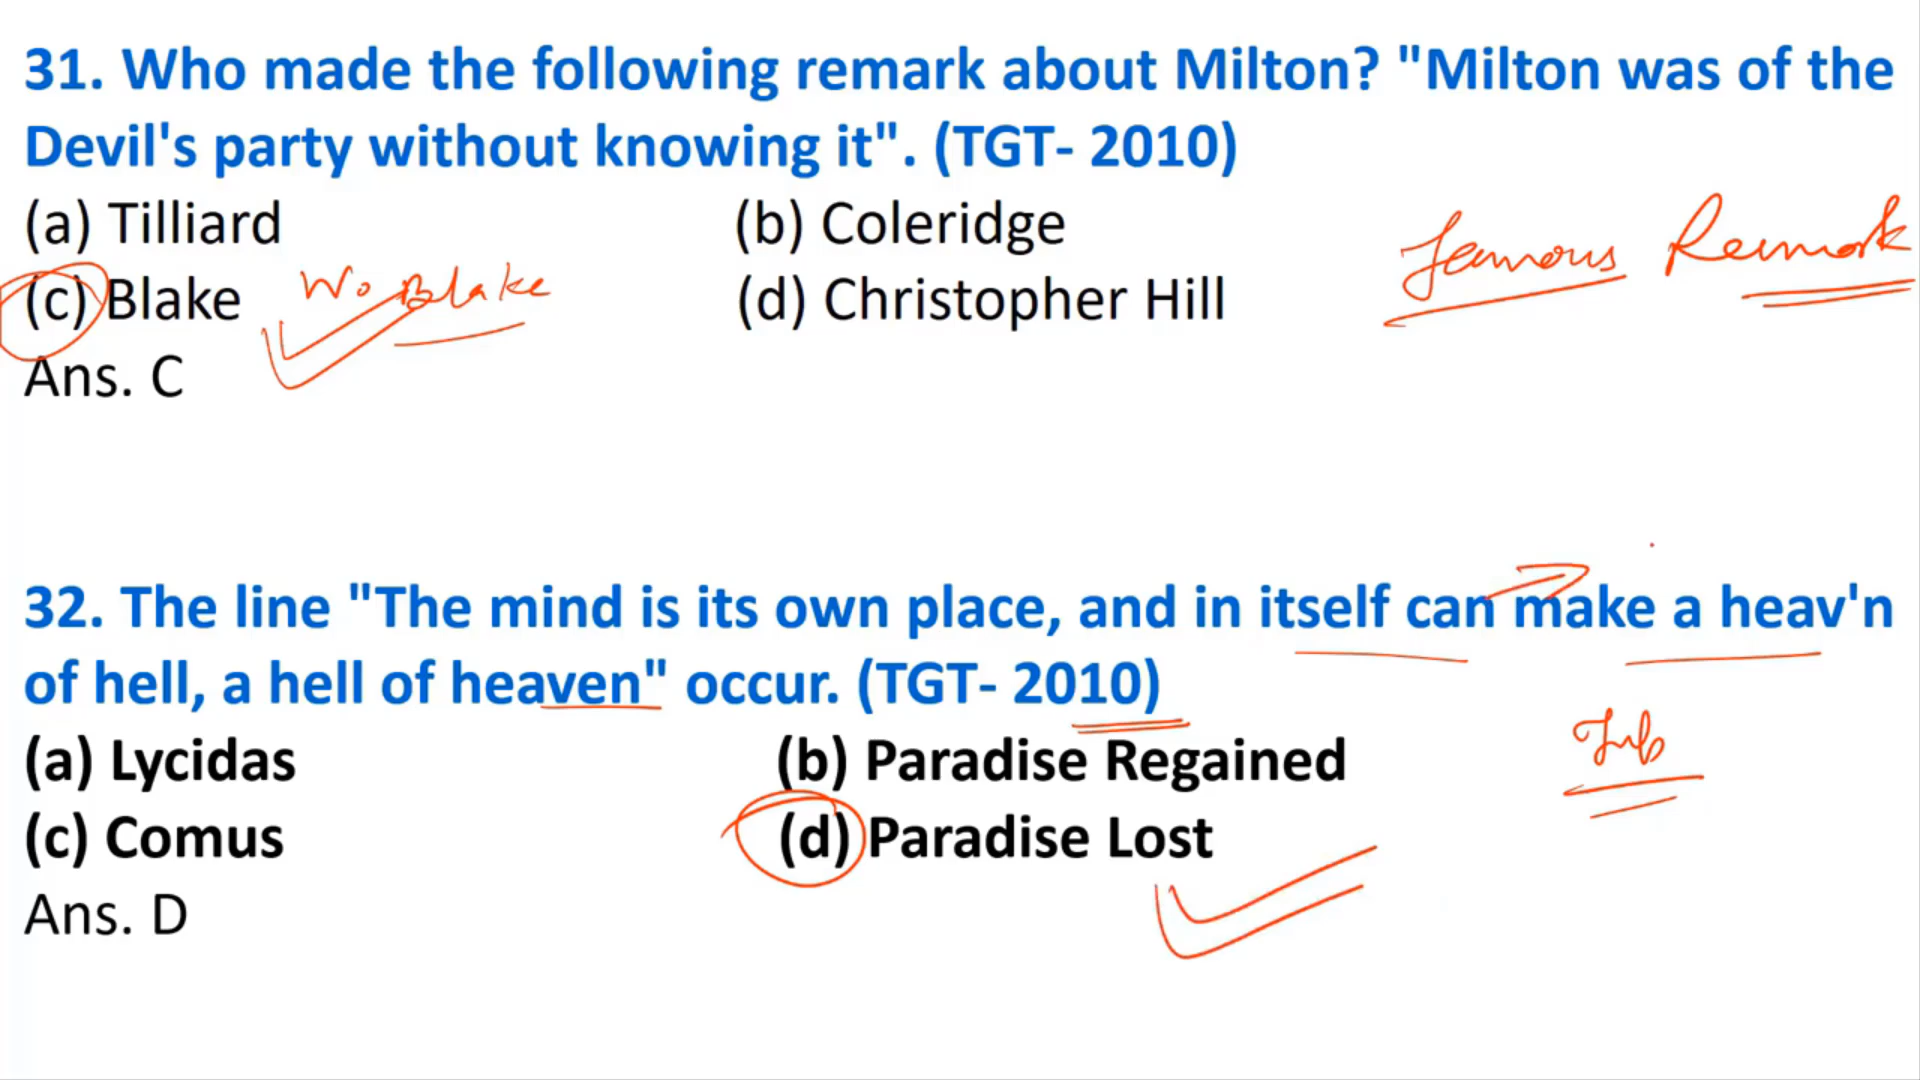 31. Who made the following remark about Milton? "Milton was of the
Devil's party without knowing it". (TGT- 2010)
(a) Tilliard (b) Coleridge
Famous Remark
(c) Blake W. Blake (d) Christopher Hill
Ans. C
32. The line "The mind is its own place, and in itself can make a heav'n
of hell, a hell of heaven" occur. (TGT- 2010)
(a) Lycidas (b) Paradise Regained
(c) Comus (d) Paradise Lost
Ans. D